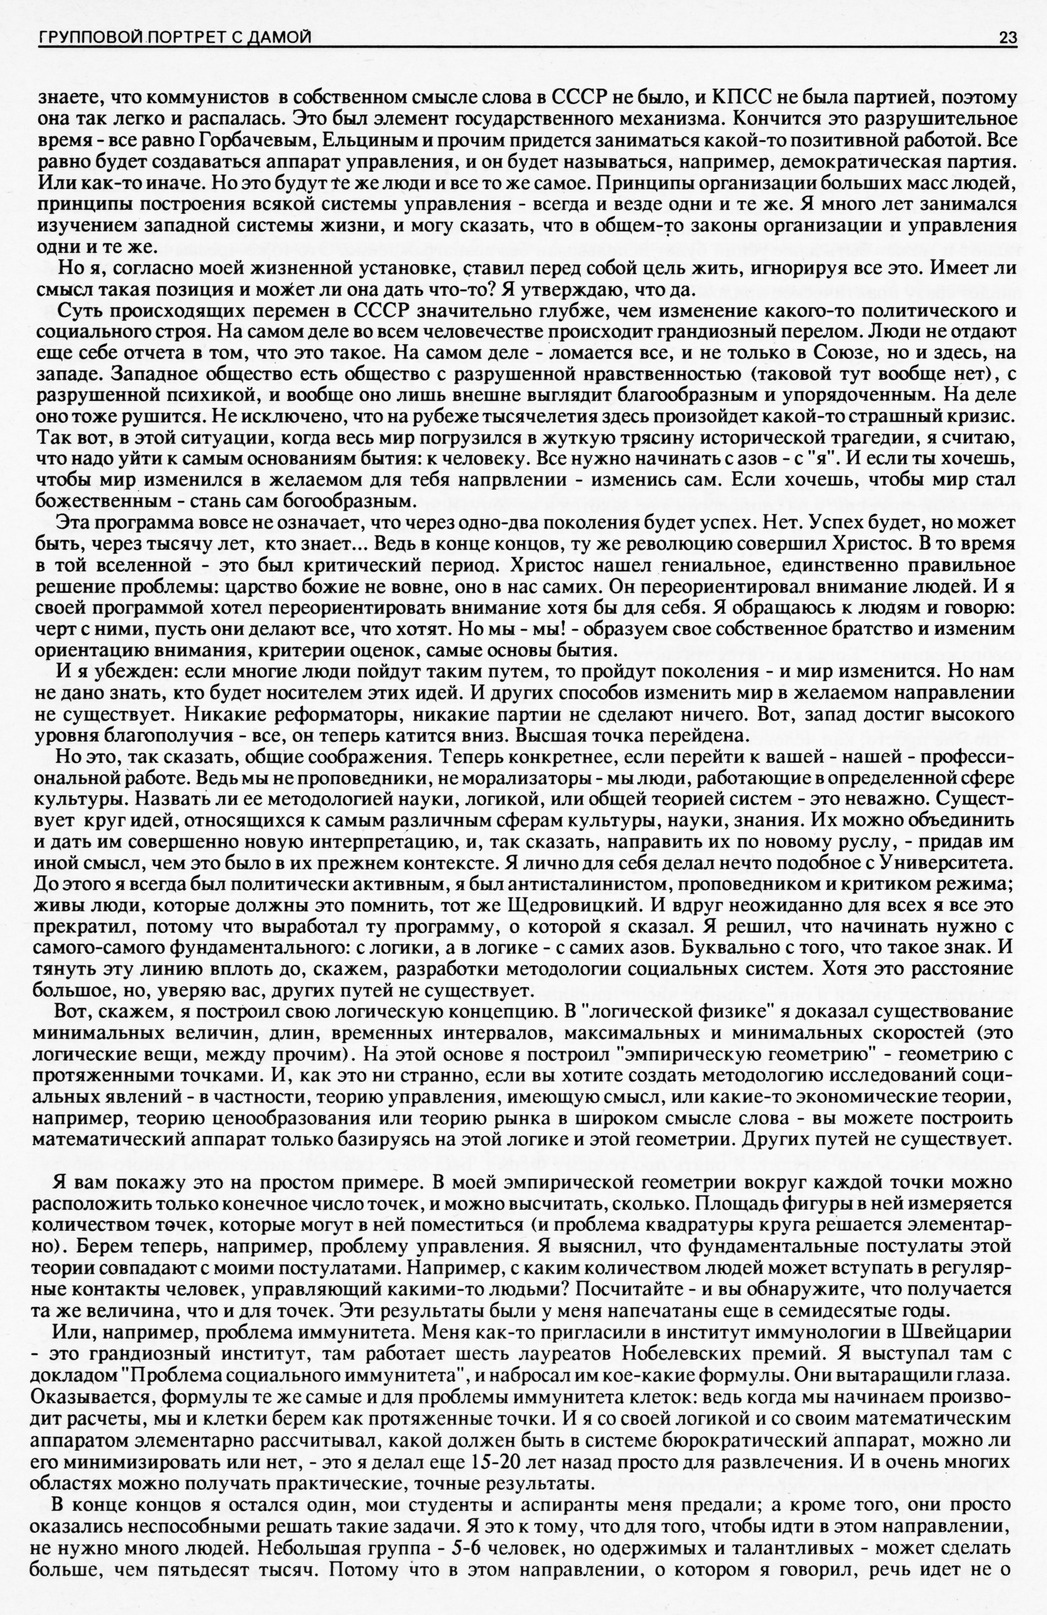 ГРУППОВОЙ ПОРТРЕТ С ДАМОЙ 23
знаете, что коммунистов в собственном смысле слова в СССР не было, и КПСС не была партией, поэтому
она так легко и распалась. Это был элемент государственного механизма. Кончится это разрушительное
время - все равно Горбачевым, Ельциным и прочим придется заниматься какой-то позитивной работой. Все
равно будет создаваться аппарат управления, и он будет называться, например, демократическая партия.
Или как-то иначе. Но это будут те же люди и все то же самое. Принципы организации больших масс людей,
принципы построения всякой системы управления - всегда и везде одни и те же. Я много лет занимался
изучением западной системы жизни, и могу сказать, что в общем-то законы организации и управления
одни и те же.
Но я, согласно моей жизненной установке, ставил перед собой цель жить, игнорируя все это. Имеет ли
смысл такая позиция и может ли она дать что-то? Я утверждаю, что да.
Суть происходящих перемен в СССР значительно глубже, чем изменение какого-то политического и
социального строя. На самом деле во всем человечестве происходит грандиозный перелом. Люди не отдают
еще себе отчета в том, что это такое. На самом деле - ломается все, и не только в Союзе, но и здесь, на
западе. Западное общество есть общество с разрушенной нравственностью (таковой тут вообще нет), с
разрушенной психикой, и вообще оно лишь внешне выглядит благообразным и упорядоченным. На деле
оно тоже рушится. Не исключено, что на рубеже тысячелетия здесь произойдет какой-то страшный кризис.
Так вот, в этой ситуации, когда весь мир погрузился в жуткую трясину исторической трагедии, я считаю,
что надо уйти к самым основаниям бытия: к человеку. Все нужно начинать с азов - с "я". И если ты хочешь,
чтобы мир изменился в желаемом для тебя напрвлении - изменись сам. Если хочешь, чтобы мир стал
божественным - стань сам богообразным.
Эта программа вовсе не означает, что через одно-два поколения будет успех. Нет. Успех будет, но может
быть, через тысячу лет, кто знает... Ведь в конце концов, ту же революцию совершил Христос. В то время
в той вселенной - это был критический период. Христос нашел гениальное, единственно правильное
решение проблемы: царство божие не вовне, оно в нас самих. Он переориентировал внимание людей. И я
своей программой хотел переориентировать внимание хотя бы для себя. Я обращаюсь к людям и говорю:
черт с ними, пусть они делают все, что хотят. Но мы - мы! - образуем свое собственное братство и изменим
ориентацию внимания, критерии оценок, самые основы бытия.
И я убежден: если многие люди пойдут таким путем, то пройдут поколения - и мир изменится. Но нам
не дано знать, кто будет носителем этих идей. И других способов изменить мир в желаемом направлении
не существует. Никакие реформаторы, никакие партии не сделают ничего. Вот, запад достиг высокого
уровня благополучия - все, он теперь катится вниз. Высшая точка перейдена.
Но это, так сказать, общие соображения. Теперь конкретнее, если перейти к вашей - нашей - професси-
ональной работе. Ведь мы не проповедники, не морализаторы - мы люди, работающие в определенной сфере
культуры. Назвать ли ее методологией науки, логикой, или общей теорией систем - это неважно. Сущест-
вует круг идей, относящихся к самым различным сферам культуры, науки, знания. Их можно объединить
и дать им совершенно новую интерпретацию, и, так сказать, направить их по новому руслу, - придав им
иной смысл, чем это было в их прежнем контексте. Я лично для себя делал нечто подобное с Университета.
До этого я всегда был политически активным, я был антисталинистом, проповедником и критиком режима;
живы люди, которые должны это помнить, тот же Щедровицкий. И вдруг неожиданно для всех я все это
прекратил, потому что выработал ту программу, о которой я сказал. Я решил, что начинать нужно с
самого-самого фундаментального: с логики, а в логике - с самих азов. Буквально с того, что такое знак. И
тянуть эту линию вплоть до, скажем, разработки методологии социальных систем. Хотя это расстояние
большое, но, уверяю вас, других путей не существует.
Вот, скажем, я построил свою логическую концепцию. В "логической физике" я доказал существование
минимальных величин, длин, временных интервалов, максимальных и минимальных скоростей (это
логические вещи, между прочим). На этой основе я построил "эмпирическую геометрию" - геометрию с
протяженными точками. И, как это ни странно, если вы хотите создать методологию исследований соци-
альных явлений - в частности, теорию управления, имеющую смысл, или какие-то экономические теории,
например, теорию ценообразования или теорию рынка в широком смысле слова - вы можете построить
математический аппарат только базируясь на этой логике и этой геометрии. Других путей не существует.
Я вам покажу это на простом примере. В моей эмпирической геометрии вокруг каждой точки можно
расположить только конечное число точек, и можно высчитать, сколько. Площадь фигуры в ней измеряется
количеством точек, которые могут в ней поместиться (и проблема квадратуры круга решается элементар-
но). Берем теперь, например, проблему управления. Я выяснил, что фундаментальные постулаты этой
теории совпадают с моими постулатами. Например, с каким количеством людей может вступать в регуляр-
ные контакты человек, управляющий какими-то людьми? Посчитайте - и вы обнаружите, что получается
та же величина, что и для точек. Эти результаты были у меня напечатаны еще в семидесятые годы.
Или, например, проблема иммунитета. Меня как-то пригласили в институт иммунологии в Швейцарии
- это грандиозный институт, там работает шесть лауреатов Нобелевских премий. Я выступал там с
докладом "Проблема социального иммунитета", и набросал им кое-какие формулы. Они вытаращили глаза.
Оказывается, формулы те же самые и для проблемы иммунитета клеток: ведь когда мы начинаем произво-
дит расчеты, мы и клетки берем как протяженные точки. И я со своей логикой и со своим математическим
аппаратом элементарно рассчитывал, какой должен быть в системе бюрократический аппарат, можно ли
его минимизировать или нет, - это я делал еще 15-20 лет назад просто для развлечения. И в очень многих
областях можно получать практические, точные результаты.
В конце концов я остался один, мои студенты и аспиранты меня предали; а кроме того, они просто
оказались неспособными решать такие задачи. Я это к тому, что для того, чтобы идти в этом направлении,
не нужно много людей. Небольшая группа - 5-6 человек, но одержимых и талантливых - может сделать
больше, чем пятьдесят тысяч. Потому что в этом направлении, о котором я говорил, речь идет не о